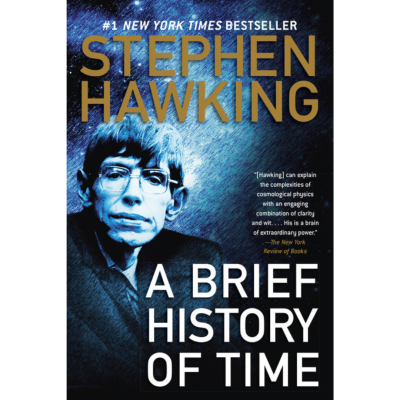 #1 NEW YORK TIMES BESTSELLER
STEPHEN
HAWKING
"[Hawking] can explain
the complexities of
cosmological physics
with an engaging
combination of clarity
and wit. . . . His is a brain
of extraordinary power."
—The New York
Review of Books
A BRIEF
HISTORY
OF TIME